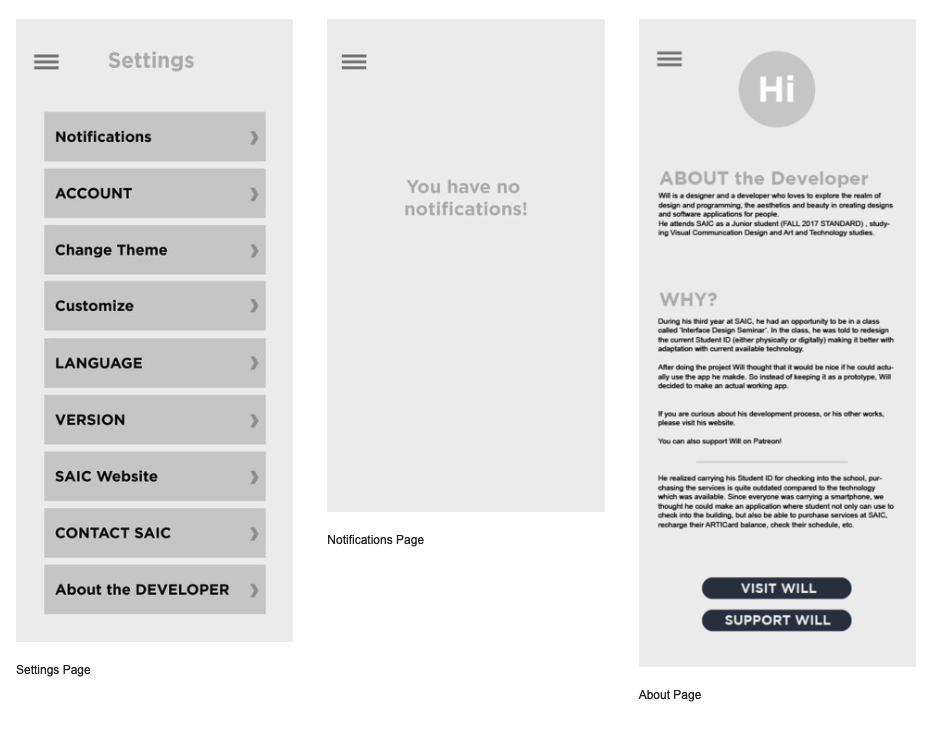 Settings
Notifications
ACCOUNT
Change Theme
Customize
LANGUAGE
VERSION
SAIC Website
CONTACT SAIC
About the DEVELOPER
Settings Page
You have no
notifications!
Notifications Page
Hi
ABOUT the Developer
Will is a designer and a developer who loves to explore the realm of
design and programming, the aesthetics and beauty in creating designs
and software applications for people.
He attends SAIC as a Junior student (FALL 2017 STANDARD) , study-
ing Visual Communcation Design and Art and Technology studies.
WHY?
During his third year at SAIC, he had an opportunity to be in a class
called 'Interface Design Seminar'. In the class, he was told to redesign
the current Student ID (either physically or digitally) making it better with
adaptation with current available technology.
After doing the project Will thought that it would be nice if he could actu-
ally use the app he makde. So instead of keeping it as a prototype, Will
decided to make an actual working app.
If you are curious about his development process, or his other works,
please visit his website.
You can also support Will on Patreon!
He realized carrying his Student ID for checking into the school, pur-
chasing the services is quite outdated compared to the technology
which was available. Since everyone was carrying a smartphone, we
thought he could make an application where student not only can use to
check into the building, but also be able to purchase services at SAIC,
recharge their ARTICard balance, check their schedule, etc.
VISIT WILL
SUPPORT WILL
About Page